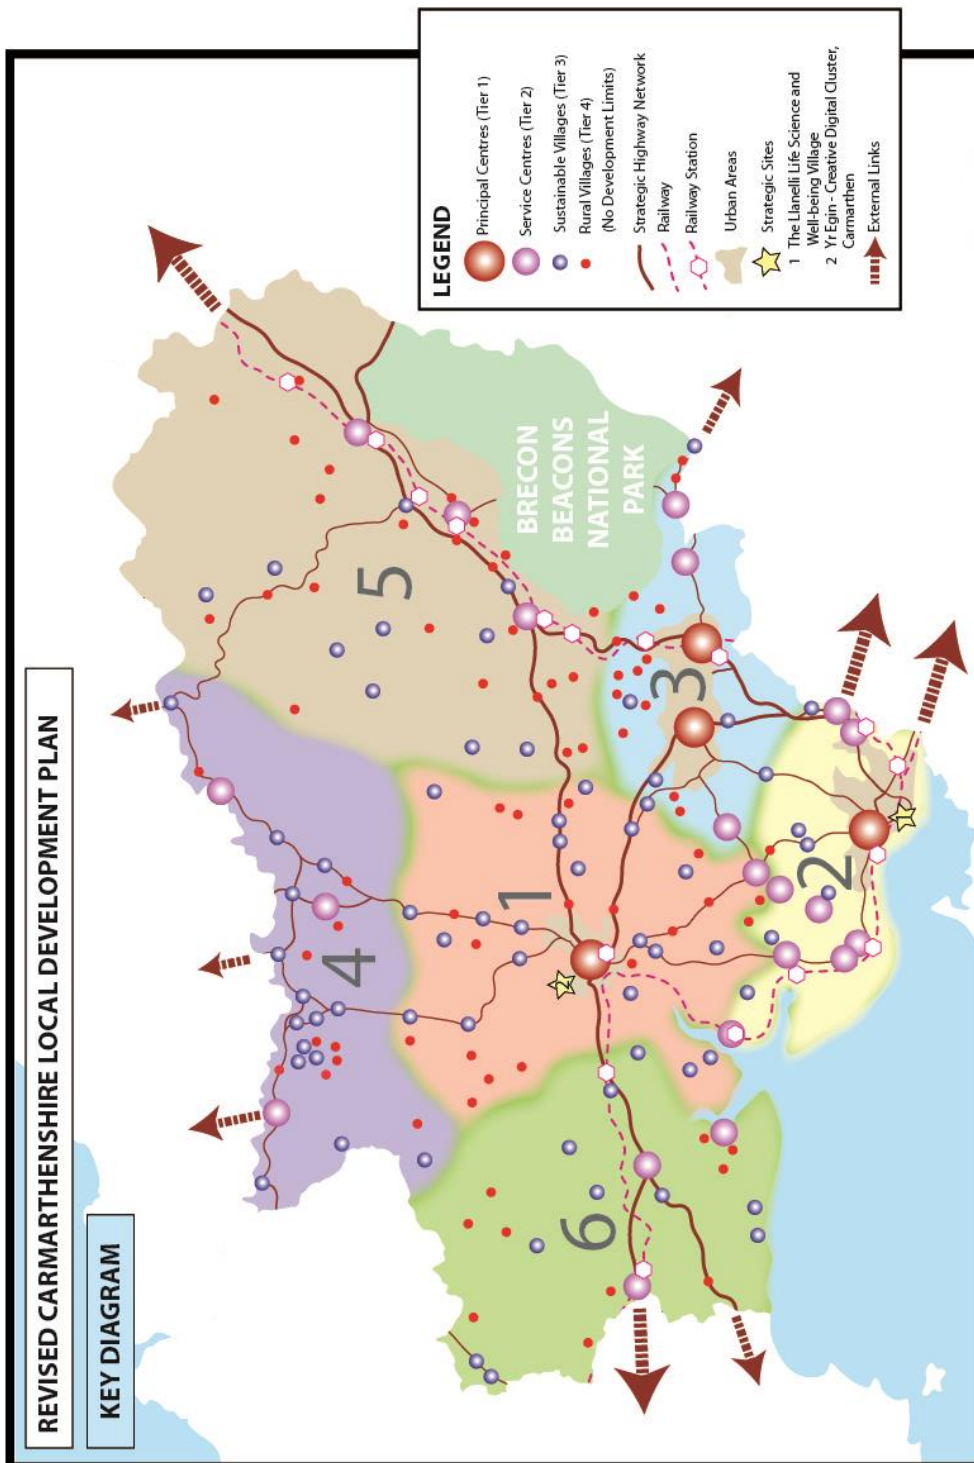 REVISED CARMARTHENSHIRE LOCAL DEVELOPMENT PLAN
KEY DIAGRAM
4
5
1
2
6
3
2
1
BRECON
BEACONS
NATIONAL
PARK
LEGEND
Principal Centres (Tier 1)
Service Centres (Tier 2)
Sustainable Villages (Tier 3)
Rural Villages (Tier 4)
(No Development Limits)
Strategic Highway Network
Railway
Railway Station
Urban Areas
Strategic Sites
1 The Llanelli Life Science and
Well-being Village
2 Yr Egin - Creative Digital Cluster,
Carmarthen
External Links